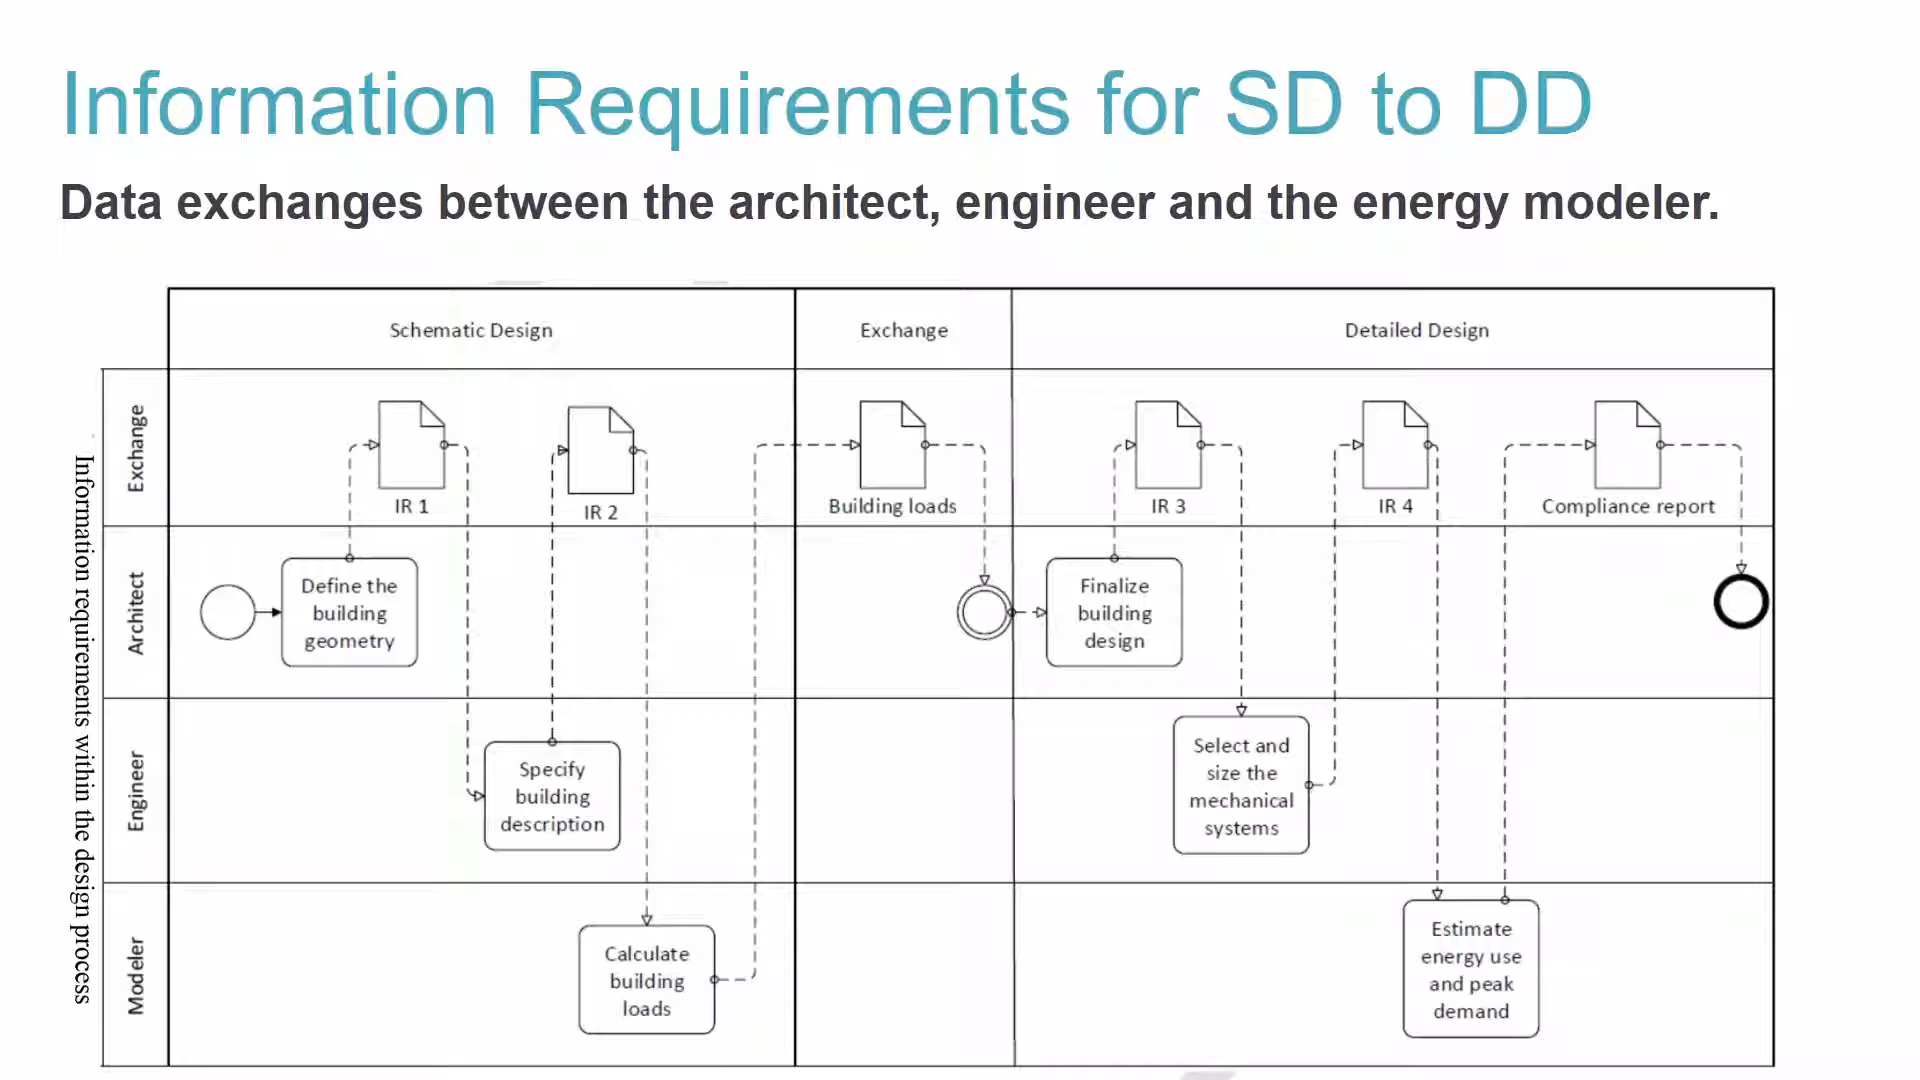 Information Requirements for SD to DD
Data exchanges between the architect, engineer and the energy modeler.
Schematic Design
Exchange
Detailed Design
Information requirements within the design process
Exchange
IR 1
IR 2
Building loads
IR 3
IR 4
Compliance report
Architect
Define the
building
geometry
Finalize
building
design
Engineer
Specify
building
description
Select and
size the
mechanical
systems
Modeler
Calculate
building
loads
Estimate
energy use
and peak
demand